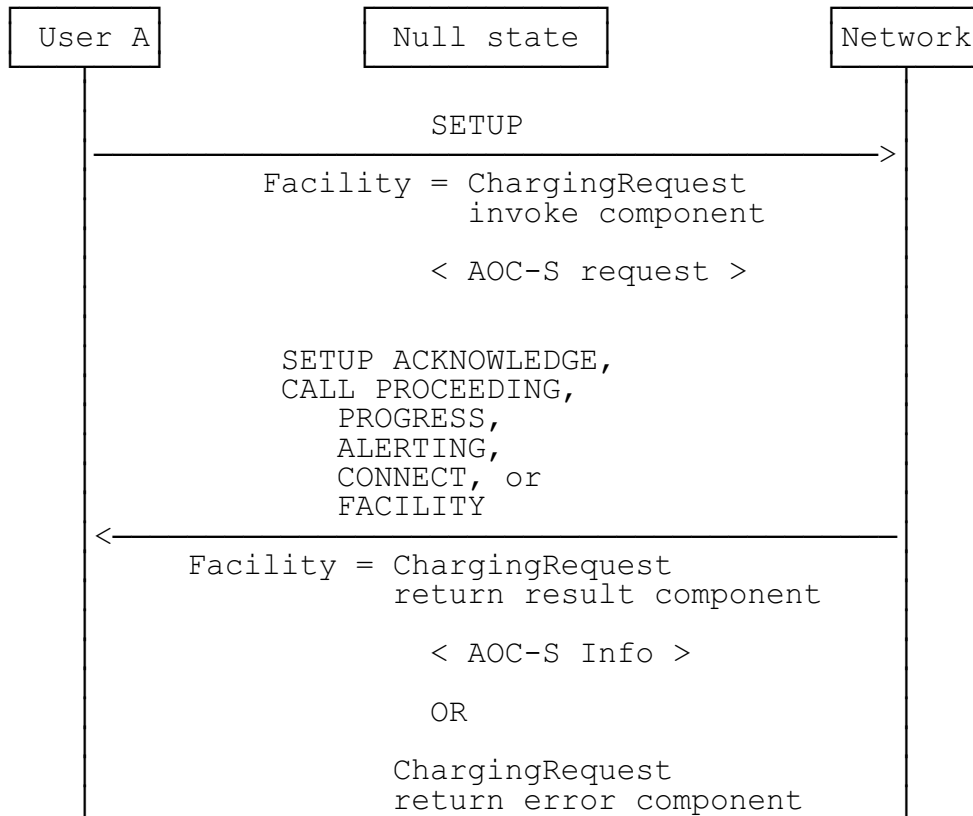 User A Null state Network
SETUP
Facility = ChargingRequest
invoke component
< AOC-S request >
SETUP ACKNOWLEDGE,
CALL PROCEEDING,
PROGRESS,
ALERTING,
CONNECT, or
FACILITY
Facility = ChargingRequest
return result component
< AOC-S Info >
OR
ChargingRequest
return error component